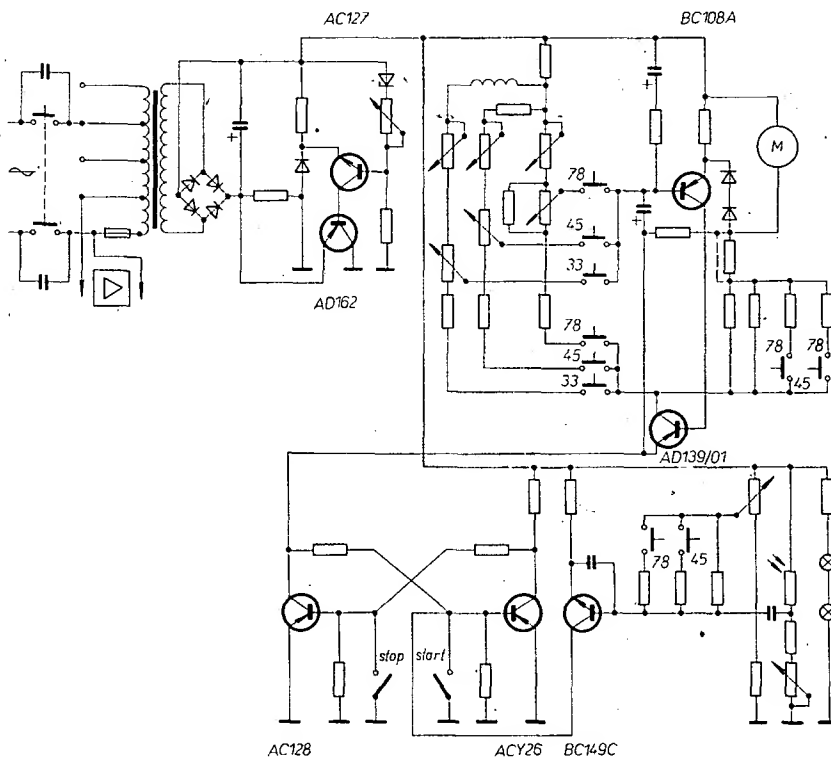 AC127
BC108A
M
78
45
33
AD162
78
45
33
78
45
78
AD139/01
78
45
stop
start
AC128
ACY26
BC149C